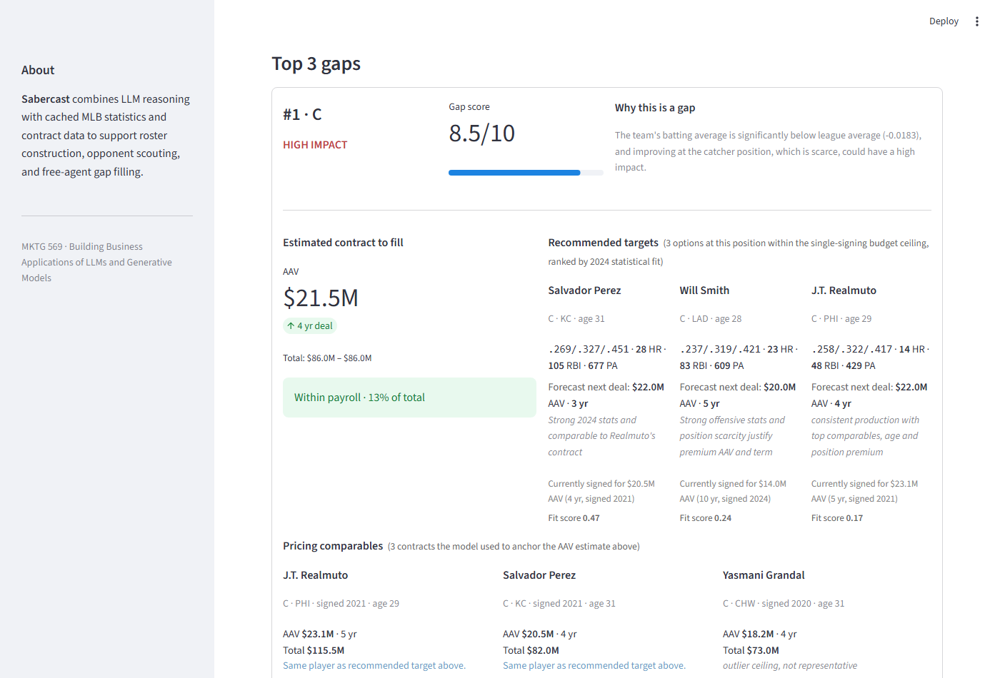 Deploy
About
Sabercast combines LLM reasoning
with cached MLB statistics and
contract data to support roster
construction, opponent scouting,
and free-agent gap filling.
MKTG 569 · Building Business
Applications of LLMs and Generative
Models
Top 3 gaps
#1 · C
HIGH IMPACT
Gap score
8.5/10
Why this is a gap
The team's batting average is significantly below league average (-0.0183),
and improving at the catcher position, which is scarce, could have a high
impact.
Estimated contract to fill
AAV
$21.5M
↑ 4 yr deal
Total: $86.0M – $86.0M
Within payroll · 13% of total
Recommended targets (3 options at this position within the single-signing budget ceiling,
ranked by 2024 statistical fit)
Salvador Perez
C · KC · age 31
.269/.327/.451 · 28 HR ·
105 RBI · 677 PA
Forecast next deal: $22.0M
AAV · 3 yr
Strong 2024 stats and
comparable to Realmuto's
contract
Currently signed for $20.5M
AAV (4 yr, signed 2021)
Fit score 0.47
Will Smith
C · LAD · age 28
.237/.319/.421 · 23 HR ·
83 RBI · 609 PA
Forecast next deal: $20.0M
AAV · 5 yr
Strong offensive stats and
position scarcity justify
premium AAV and term
Currently signed for $14.0M
AAV (10 yr, signed 2024)
Fit score 0.24
J.T. Realmuto
C · PHI · age 29
.258/.322/.417 · 14 HR ·
48 RBI · 429 PA
Forecast next deal: $22.0M
AAV · 4 yr
consistent production with
top comparables, age and
position premium
Currently signed for $23.1M
AAV (5 yr, signed 2021)
Fit score 0.17
Pricing comparables (3 contracts the model used to anchor the AAV estimate above)
J.T. Realmuto
C · PHI · signed 2021 · age 29
AAV $23.1M · 5 yr
Total $115.5M
Same player as recommended target above.
Salvador Perez
C · KC · signed 2021 · age 31
AAV $20.5M · 4 yr
Total $82.0M
Same player as recommended target above.
Yasmani Grandal
C · CHW · signed 2020 · age 31
AAV $18.2M · 4 yr
Total $73.0M
outlier ceiling, not representative